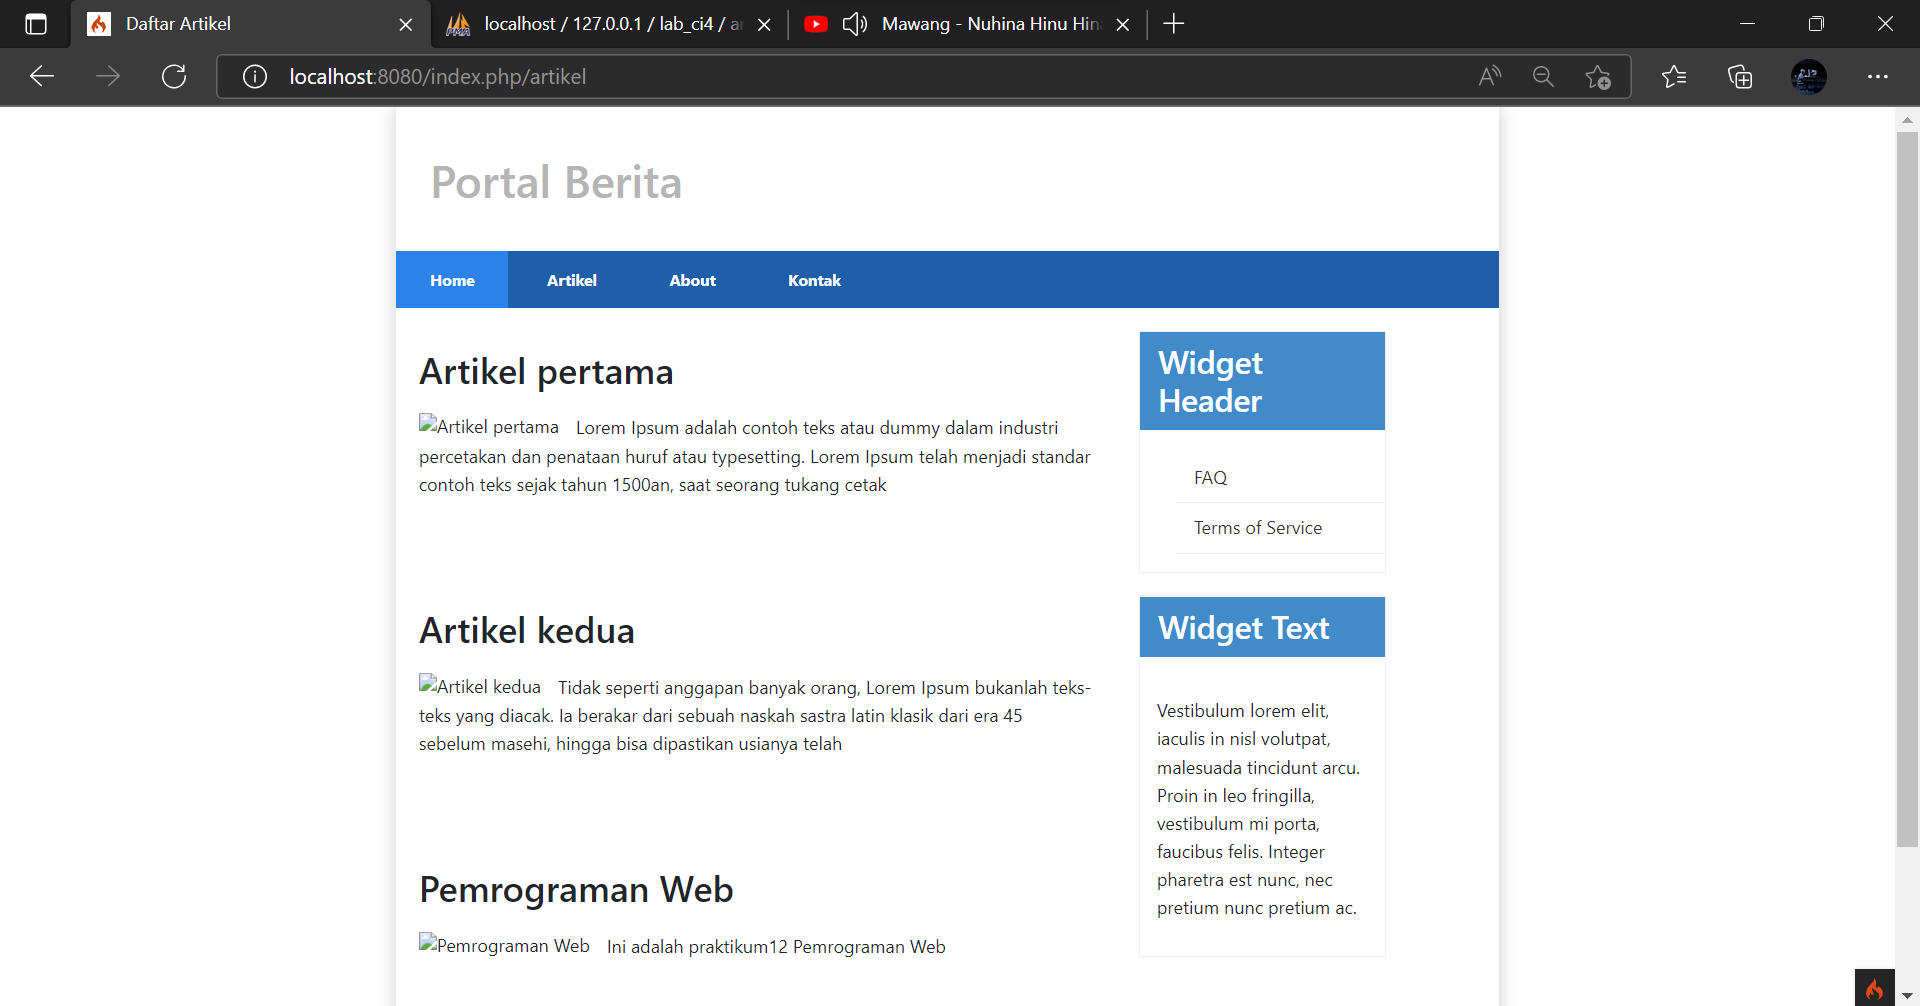 Daftar Artikel
localhost / 127.0.0.1 / lab_ci4 / a
Mawang - Nuhina Hinu Hin
localhost:8080/index.php/artikel
Portal Berita
Home Artikel About Kontak
Artikel pertama
Artikel pertama Lorem Ipsum adalah contoh teks atau dummy dalam industri
percetakan dan penataan huruf atau typesetting. Lorem Ipsum telah menjadi standar
contoh teks sejak tahun 1500an, saat seorang tukang cetak
Artikel kedua
Artikel kedua Tidak seperti anggapan banyak orang, Lorem Ipsum bukanlah teks-
teks yang diacak. Ia berakar dari sebuah naskah sastra latin klasik dari era 45
sebelum masehi, hingga bisa dipastikan usianya telah
Pemrograman Web
Pemrograman Web Ini adalah praktikum12 Pemrograman Web
Widget
Header
FAQ
Terms of Service
Widget Text
Vestibulum lorem elit,
iaculis in nisl volutpat,
malesuada tincidunt arcu.
Proin in leo fringilla,
vestibulum mi porta,
faucibus felis. Integer
pharetra est nunc, nec
pretium nunc pretium ac.